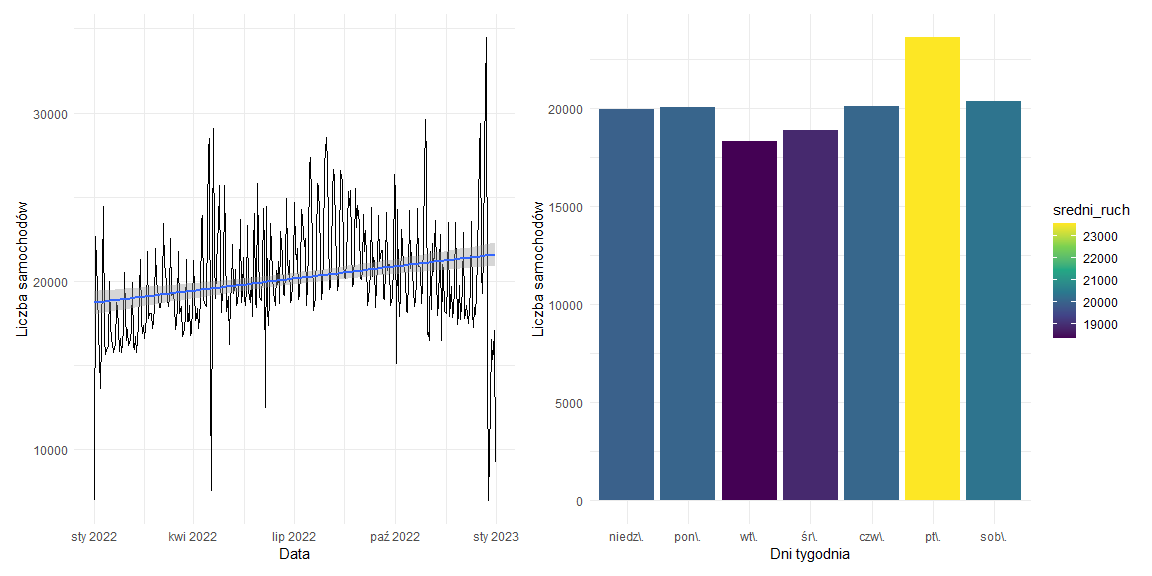 Liczba samochodów
30000
20000
10000
sty 2022
kwi 2022
lip 2022
paź 2022
sty 2023
Data
Liczba samochodów
20000
15000
10000
5000
0
niedz\.
pon\.
wt\.
śr\.
czw\.
pt\.
sob\.
Dni tygodnia
sredni_ruch
23000
22000
21000
20000
19000